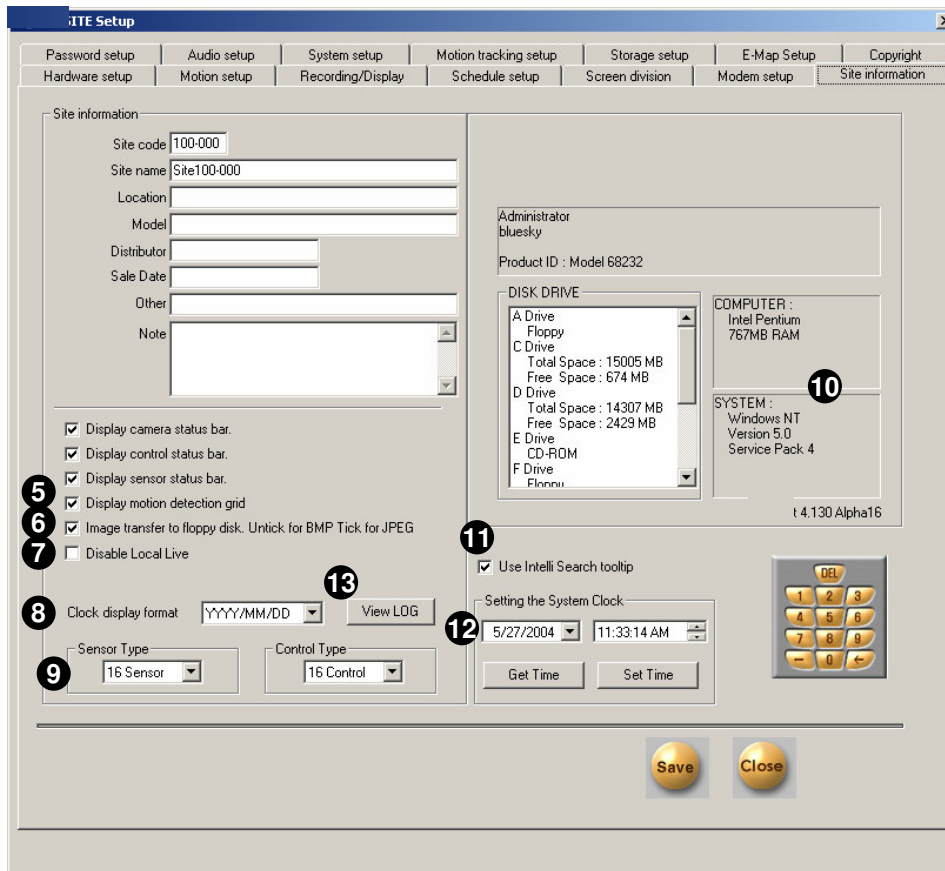 SITE Setup
Password setup
Audio setup
System setup
Motion tracking setup
Storage setup
E-Map Setup
Copyright
Hardware setup
Motion setup
Recording/Display
Schedule setup
Screen division
Modem setup
Site information
Site information
Site code 100-000
Site name Site100-000
Location
Model
Distributor
Sale Date
Other
Note
Display camera status bar.
Display control status bar.
Display sensor status bar.
5 Display motion detection grid
6 Image transfer to floppy disk. Untick for BMP Tick for JPEG
7 Disable Local Live
13
8 Clock display format YYYY/MM/DD View LOG
Sensor Type
9 16 Sensor
Control Type
16 Control
Administrator
bluesky
Product ID : Model 68232
DISK DRIVE
A Drive
Floppy
C Drive
Total Space : 15005 MB
Free Space : 674 MB
D Drive
Total Space : 14307 MB
Free Space : 2429 MB
E Drive
CD-ROM
F Drive
Floppy
COMPUTER :
Intel Pentium
767MB RAM
10
SYSTEM :
Windows NT
Version 5.0
Service Pack 4
t 4.130 Alpha16
11
Use Intelli Search tooltip
Setting the System Clock
12 5/27/2004 11:33:14 AM
Get Time Set Time
DEL
1 2 3
4 5 6
7 8 9
– 0 ←
Save Close